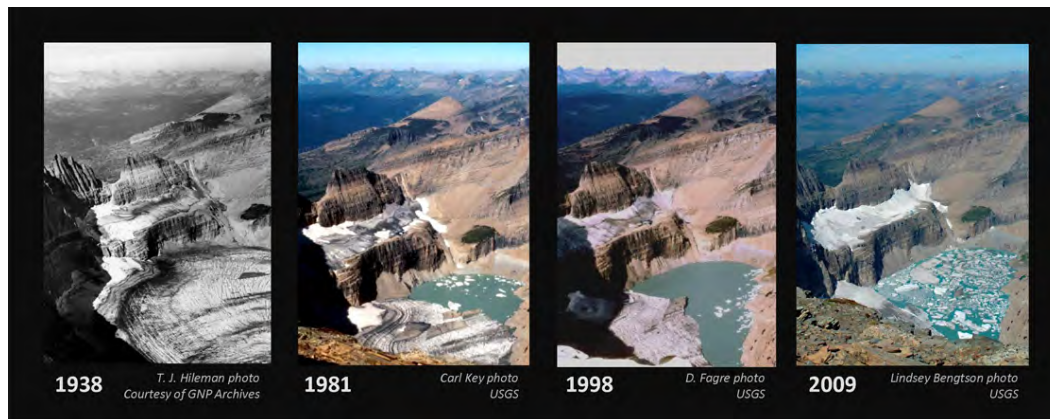 1938
T. J. Hileman photo
Courtesy of GNP Archives
1981
Carl Key photo
USGS
1998
D. Fagre photo
USGS
2009
Lindsey Bengtson photo
USGS